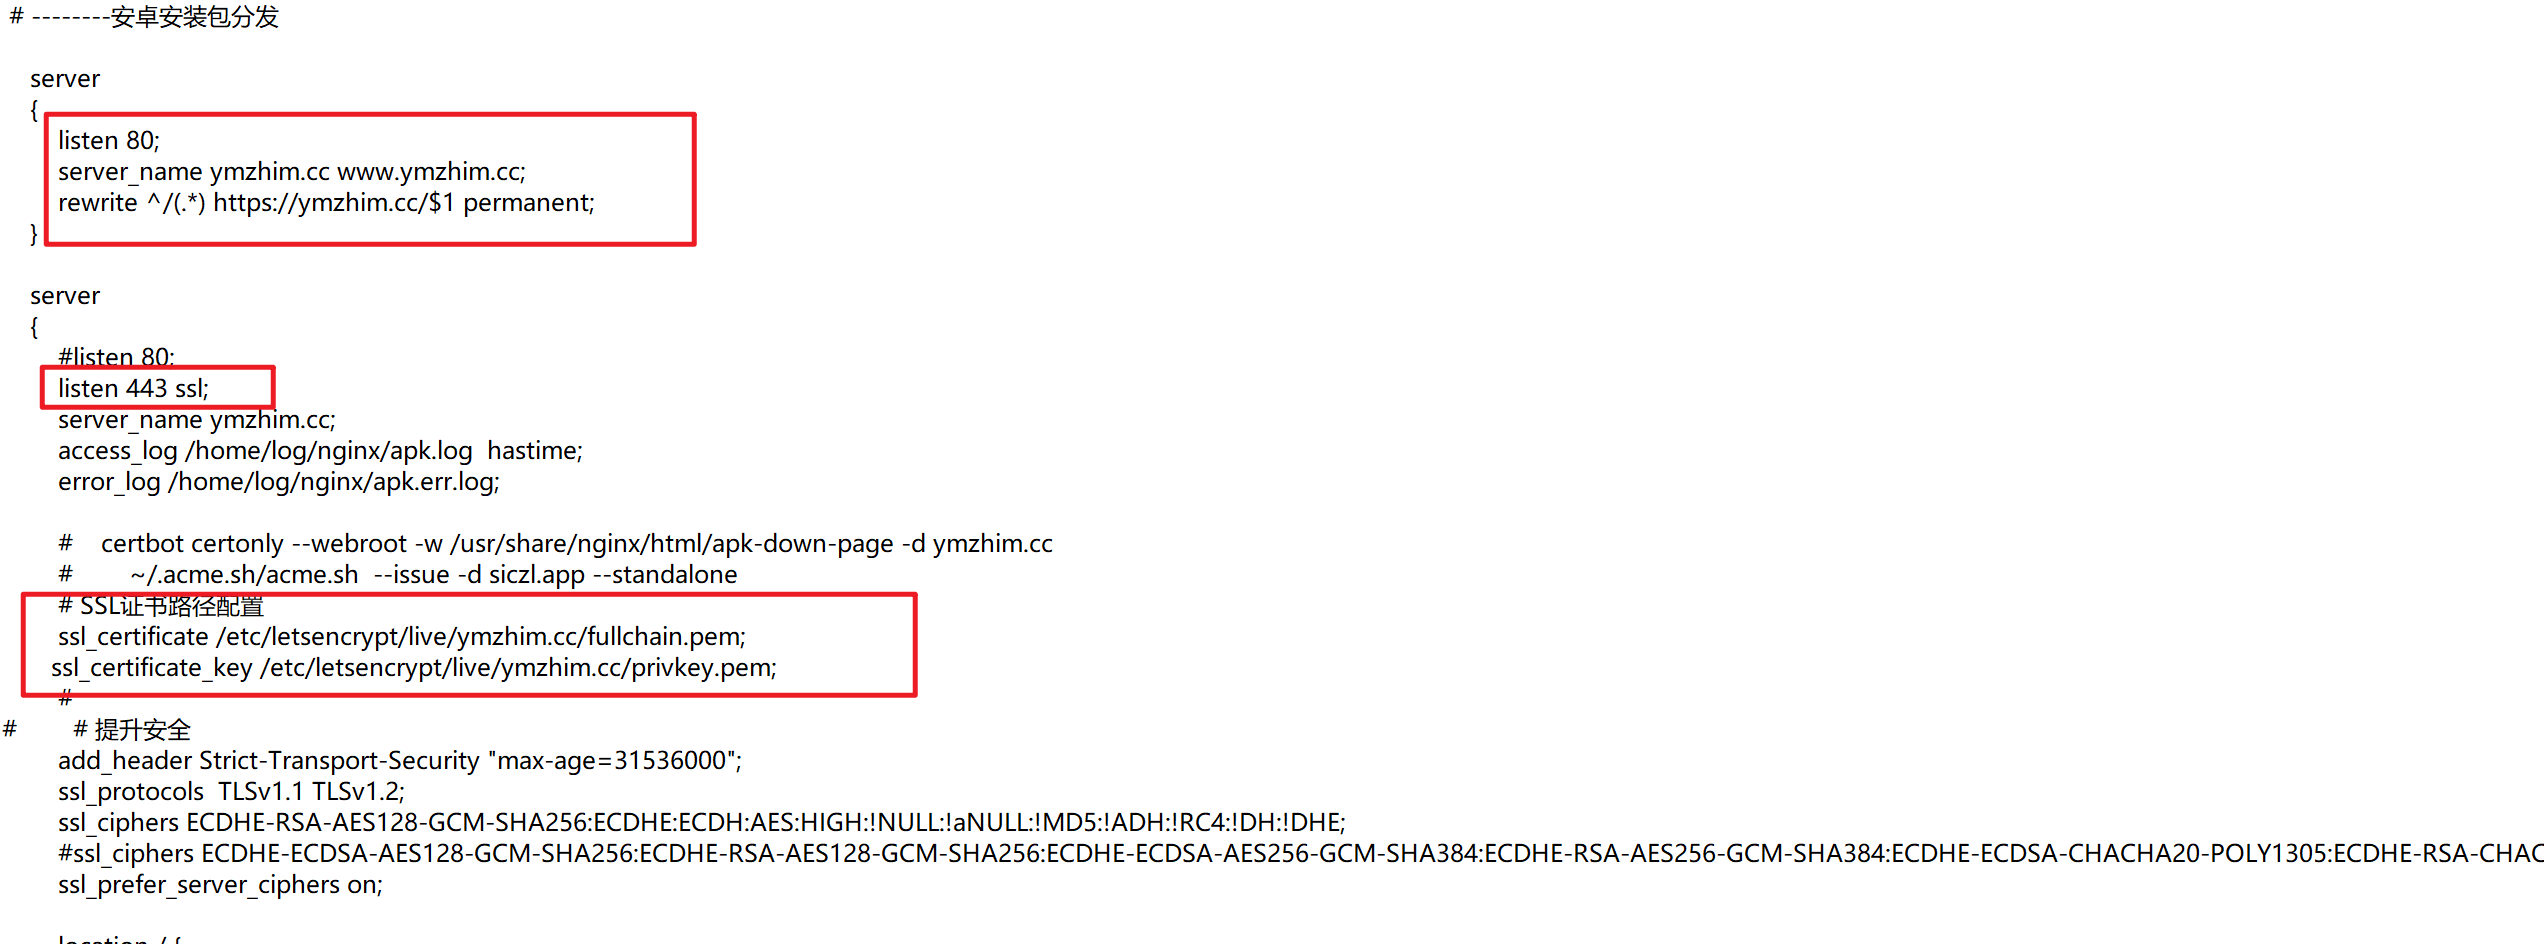 # --------安卓安装包分发
server
{
listen 80;
server_name ymzhim.cc www.ymzhim.cc;
rewrite ^/(.*) https://ymzhim.cc/$1 permanent;
}
server
{
#listen 80;
listen 443 ssl;
server_name ymzhim.cc;
access_log /home/log/nginx/apk.log  hastime;
error_log /home/log/nginx/apk.err.log;
#    certbot certonly --webroot -w /usr/share/nginx/html/apk-down-page -d ymzhim.cc
#        ~/.acme.sh/acme.sh  --issue -d siczl.app --standalone
# SSL证书路径配置
ssl_certificate /etc/letsencrypt/live/ymzhim.cc/fullchain.pem;
ssl_certificate_key /etc/letsencrypt/live/ymzhim.cc/privkey.pem;
#
#        # 提升安全
add_header Strict-Transport-Security "max-age=31536000";
ssl_protocols  TLSv1.1 TLSv1.2;
ssl_ciphers ECDHE-RSA-AES128-GCM-SHA256:ECDHE:ECDH:AES:HIGH:!NULL:!aNULL:!MD5:!ADH:!RC4:!DH:!DHE;
#ssl_ciphers ECDHE-ECDSA-AES128-GCM-SHA256:ECDHE-RSA-AES128-GCM-SHA256:ECDHE-ECDSA-AES256-GCM-SHA384:ECDHE-RSA-AES256-GCM-SHA384:ECDHE-ECDSA-CHACHA20-POLY1305:ECDHE-RSA-CHAC
ssl_prefer_server_ciphers on;
location / {